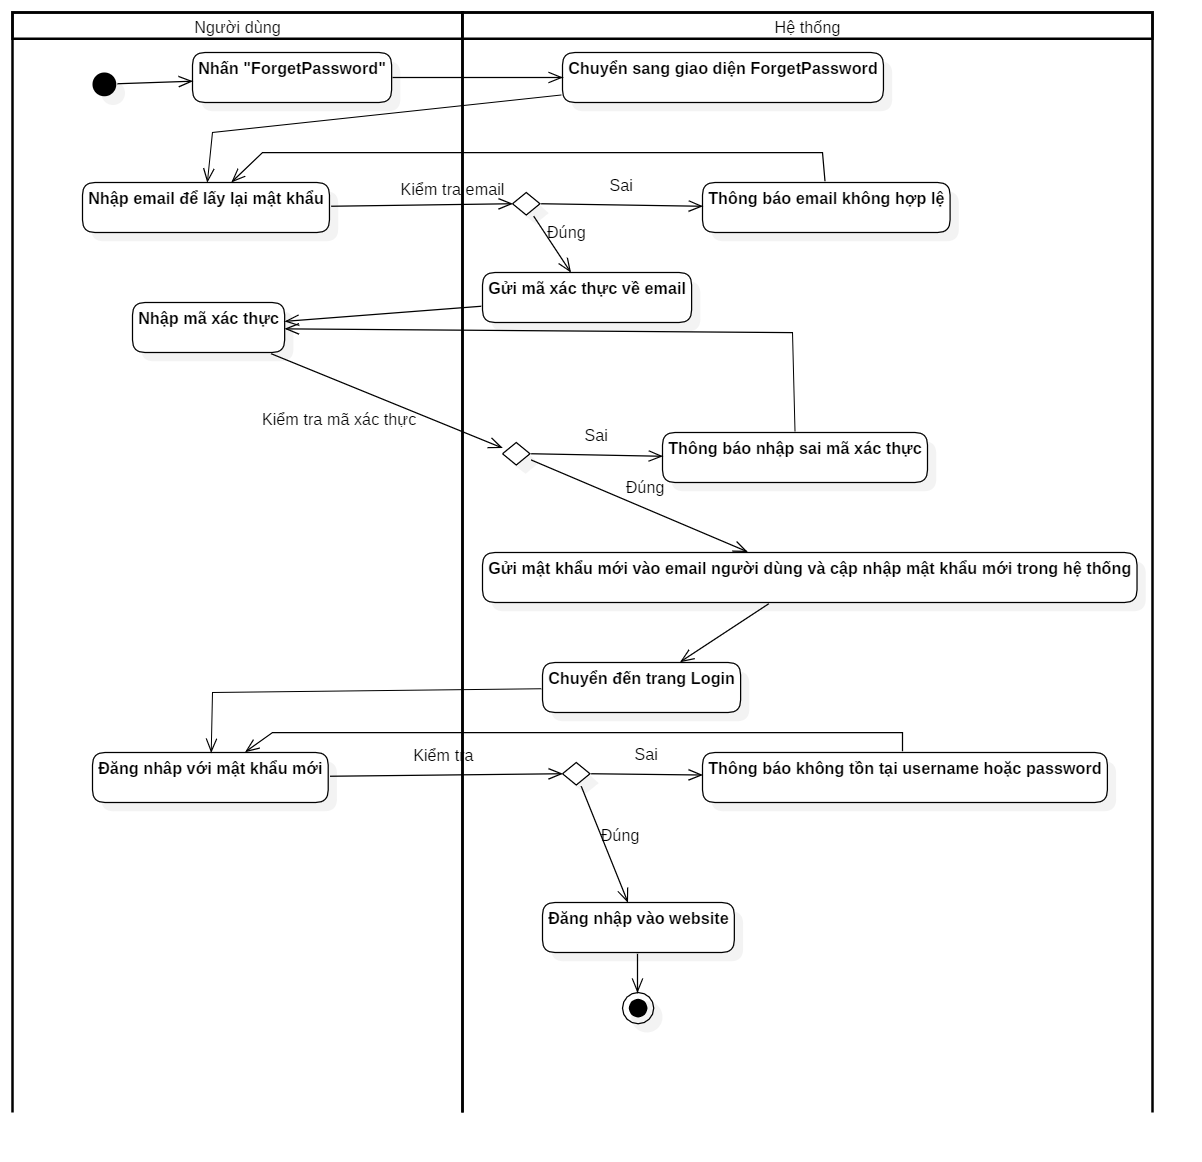 Người dùng
Hệ thống
Nhấn "ForgetPassword"
Chuyển sang giao diện ForgetPassword
Nhập email để lấy lại mật khẩu
Kiểm tra email
Sai
Thông báo email không hợp lệ
Đúng
Gửi mã xác thực về email
Nhập mã xác thực
Kiểm tra mã xác thực
Sai
Thông báo nhập sai mã xác thực
Đúng
Gửi mật khẩu mới vào email người dùng và cập nhập mật khẩu mới trong hệ thống
Chuyển đến trang Login
Đăng nhâp với mật khẩu mới
Kiểm tra
Sai
Thông báo không tồn tại username hoặc password
Đúng
Đăng nhập vào website